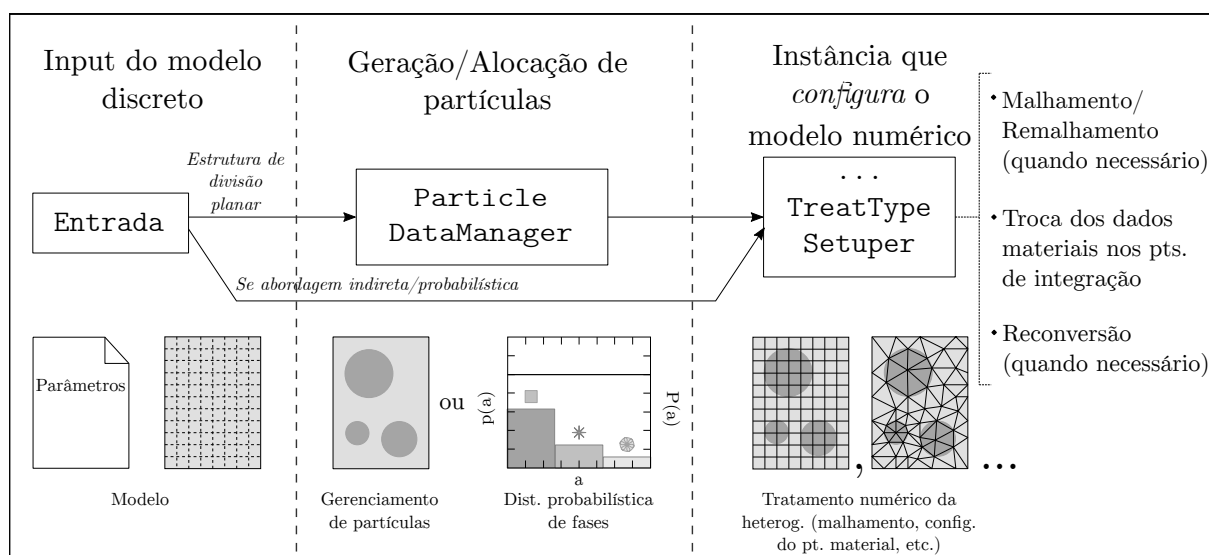 Input do modelo
discreto
Geração/Alocação de
partículas
Instância que
configura o
modelo numérico
Estrutura de
divisão
planar
Entrada
Particle
DataManager
...
TreatType
Setuper
Se abordagem indireta/probabilística
• Malhamento/
Remalhamento
(quando necessário)
• Troca dos dados
materiais nos pts.
de integração
• Reconversão
(quando necessário)
Parâmetros
ou
p(a)
P(a)
a
, ...
Modelo
Gerenciamento
de partículas
Dist. probabilística
de fases
Tratamento numérico da
heterog. (malhamento, config.
do pt. material, etc.)